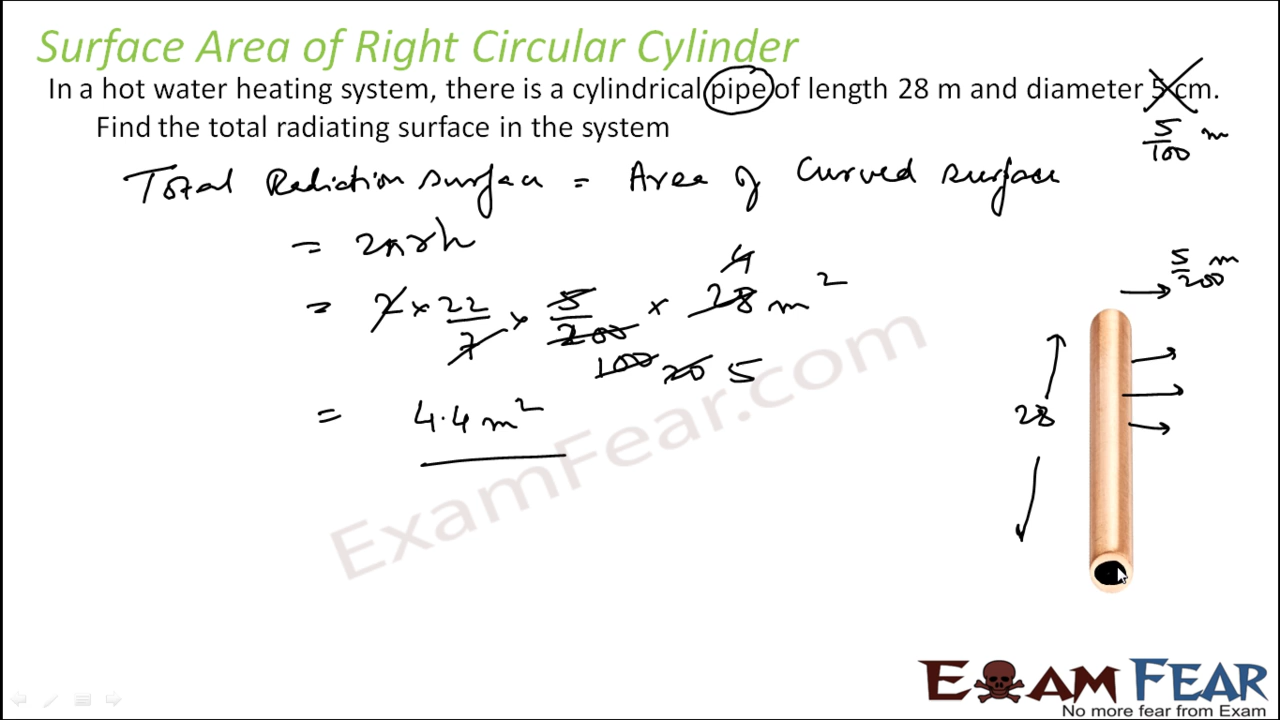 Surface Area of Right Circular Cylinder
In a hot water heating system, there is a cylindrical pipe of length 28 m and diameter 5 cm.
Find the total radiating surface in the system
5/100 m
Total Radiction surface = Area of Curved surface
= 2πrh
= 2 × 22/7 × 5/200 × 28 m²
4
100 20 5
= 4.4 m²
5/200 m
28
ExamFear.com
EXAM FEAR
No more fear from Exam